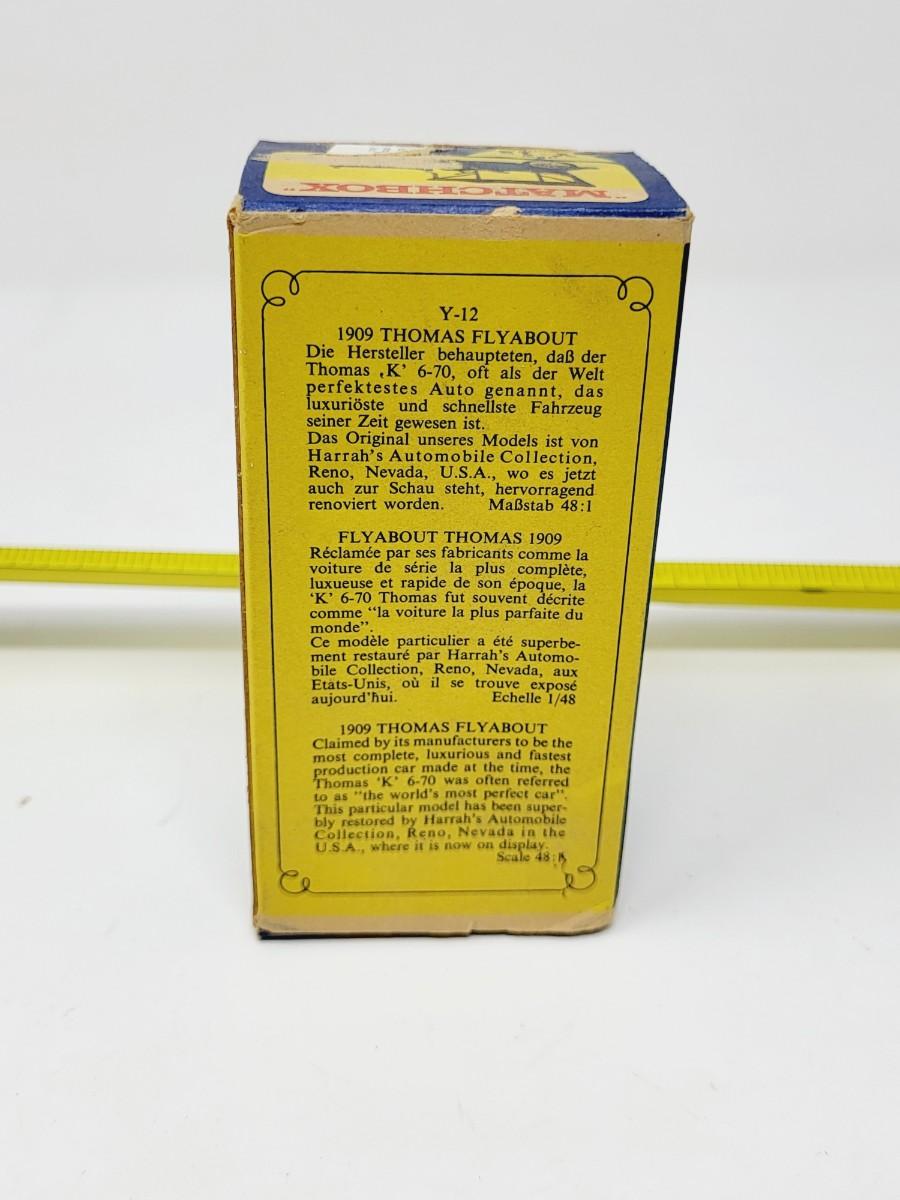 "MATCHBOX"
Y-12
1909 THOMAS FLYABOUT
Die Hersteller behaupteten, daß der
Thomas ‚K’ 6-70, oft als der Welt
perfektestes Auto genannt, das
luxuriöste und schnellste Fahrzeug
seiner Zeit gewesen ist.
Das Original unseres Models ist von
Harrah's Automobile Collection,
Reno, Nevada, U.S.A., wo es jetzt
auch zur Schau steht, hervorragend
renoviert worden. Maßstab 48:1
FLYABOUT THOMAS 1909
Réclamée par ses fabricants comme la
voiture de série la plus complète,
luxueuse et rapide de son époque, la
‘K’ 6-70 Thomas fut souvent décrite
comme “la voiture la plus parfaite du
monde”.
Ce modèle particulier a été superbe-
ment restauré par Harrah's Automo-
bile Collection, Reno, Nevada, aux
Etats-Unis, où il se trouve exposé
aujourd'hui. Echelle 1/48
1909 THOMAS FLYABOUT
Claimed by its manufacturers to be the
most complete, luxurious and fastest
production car made at the time, the
Thomas ‘K’ 6-70 was often referred
to as “the world's most perfect car”.
This particular model has been super-
bly restored by Harrah's Automobile
Collection, Reno, Nevada in the
U.S.A., where it is now on display.
Scale 48: